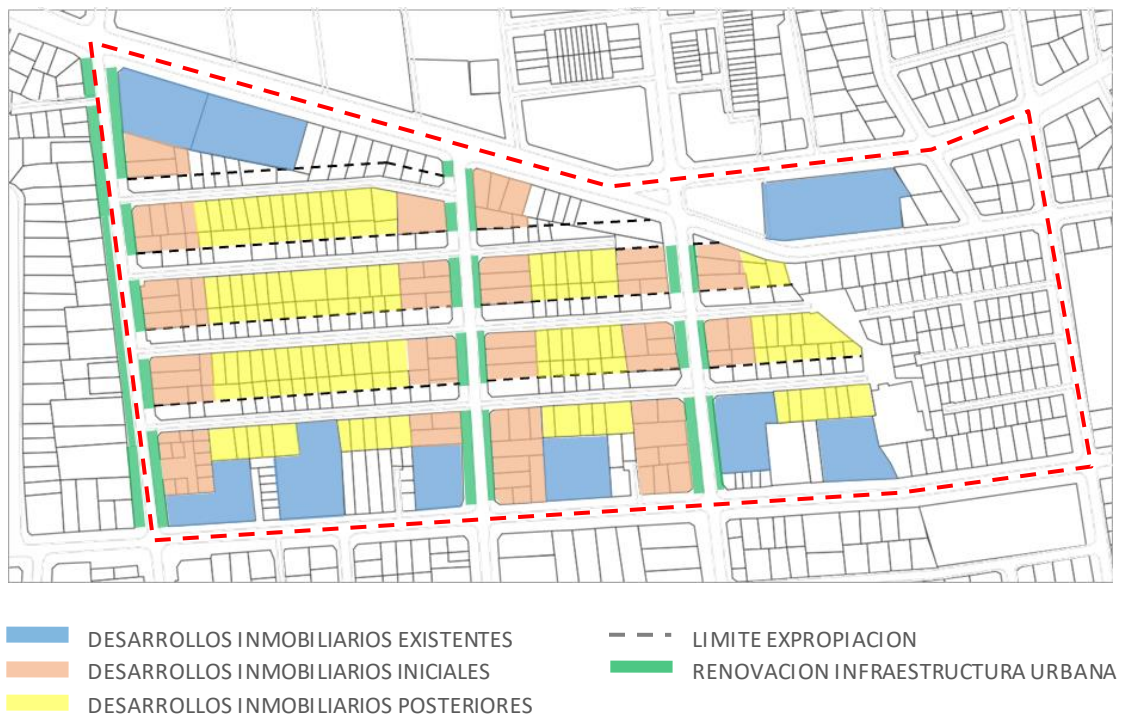 DESARROLLOS INMOBILIARIOS EXISTENTES
DESARROLLOS INMOBILIARIOS INICIALES
DESARROLLOS INMOBILIARIOS POSTERIORES
LIMITE EXPROPIACION
RENOVACION INFRAESTRUCTURA URBANA